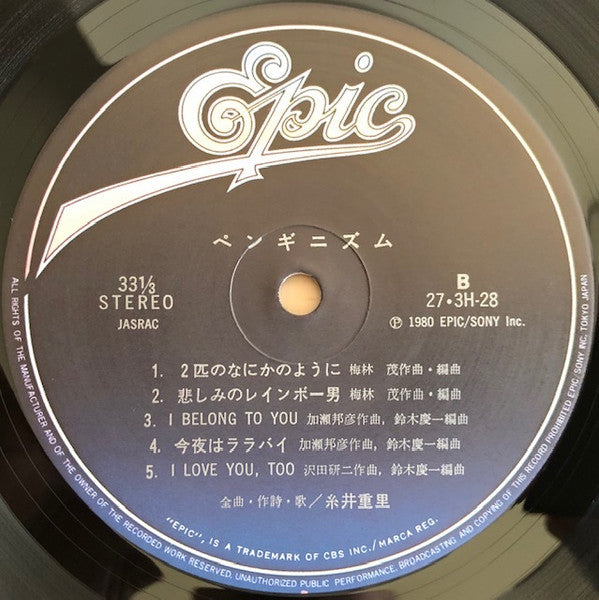 Epic
ペンギニズム
33⅓
STEREO
JASRAC
B
27・3H-28
Ⓟ 1980 EPIC/SONY Inc.
1. 2匹のなにかのように 梅林 茂作曲・編曲
2. 悲しみのレインボー男 梅林 茂作曲・編曲
3. I BELONG TO YOU 加瀬邦彦作曲, 鈴木慶一編曲
4. 今夜はララバイ 加瀬邦彦作曲, 鈴木慶一編曲
5. I LOVE YOU, TOO 沢田研二作曲, 鈴木慶一編曲
全曲・作詩・歌／糸井重里
"EPIC", IS A TRADEMARK OF CBS INC./MARCA REG.
ALL RIGHTS OF THE MANUFACTURER AND OF THE OWNER OF THE RECORDED WORK RESERVED. UNAUTHORIZED PUBLIC PERFORMANCE. BROADCASTING AND COPYING OF THIS RECORD PROHIBITED EPIC/SONY INC. TOKYO JAPAN